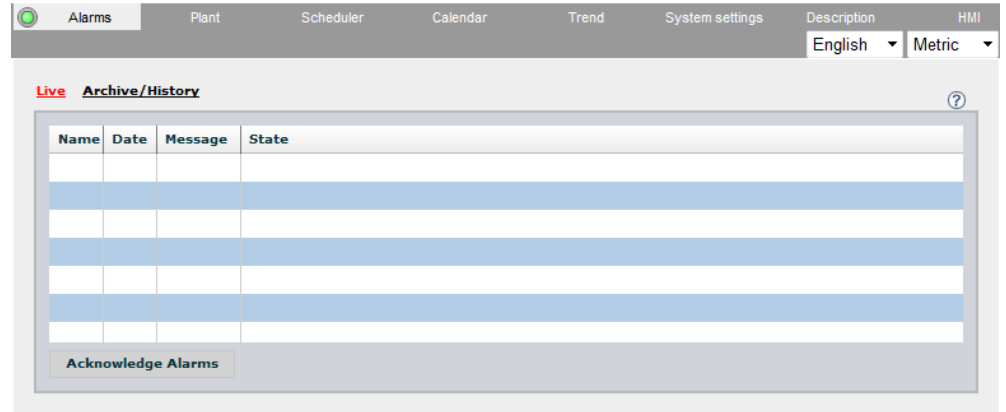 Alarms Plant Scheduler Calendar Trend System settings Description HMI
English Metric
Live Archive/History
?
Name Date Message State
Acknowledge Alarms